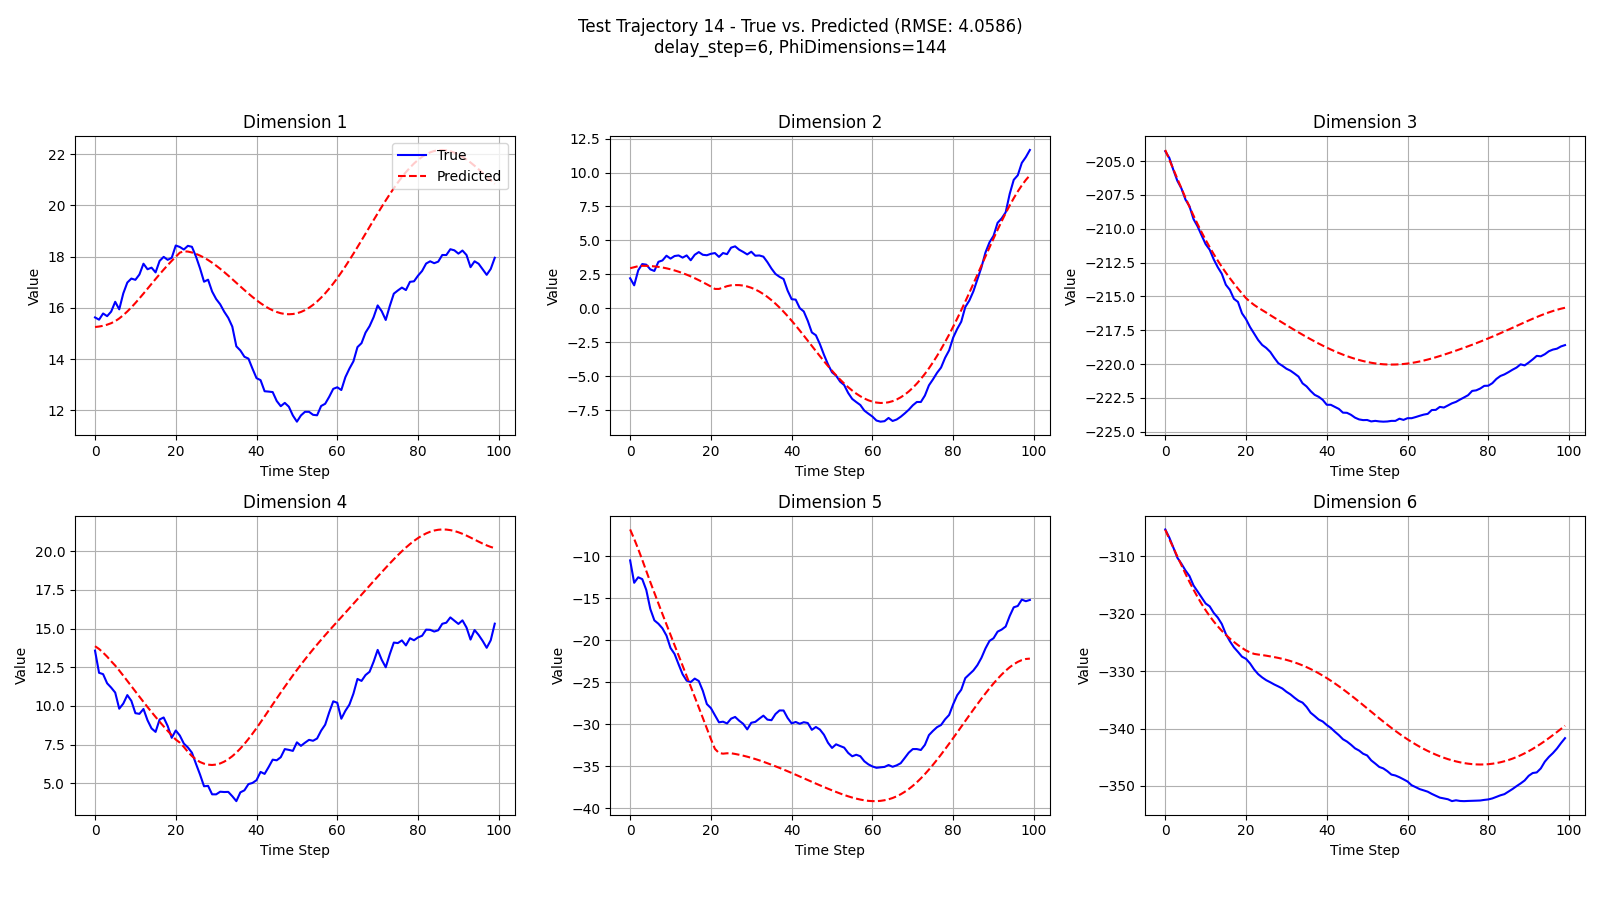 Test Trajectory 14 - True vs. Predicted (RMSE: 4.0586)
delay_step=6, PhiDimensions=144
Dimension 1
22
20
18
16
14
12
0 20 40 60 80 100
Value
Time Step
True
Predicted
Dimension 2
12.5
10.0
7.5
5.0
2.5
0.0
−2.5
−5.0
−7.5
0 20 40 60 80 100
Value
Time Step
Dimension 3
−205.0
−207.5
−210.0
−212.5
−215.0
−217.5
−220.0
−222.5
−225.0
0 20 40 60 80 100
Value
Time Step
Dimension 4
20.0
17.5
15.0
12.5
10.0
7.5
5.0
0 20 40 60 80 100
Value
Time Step
Dimension 5
−10
−15
−20
−25
−30
−35
−40
0 20 40 60 80 100
Value
Time Step
Dimension 6
−310
−320
−330
−340
−350
0 20 40 60 80 100
Value
Time Step